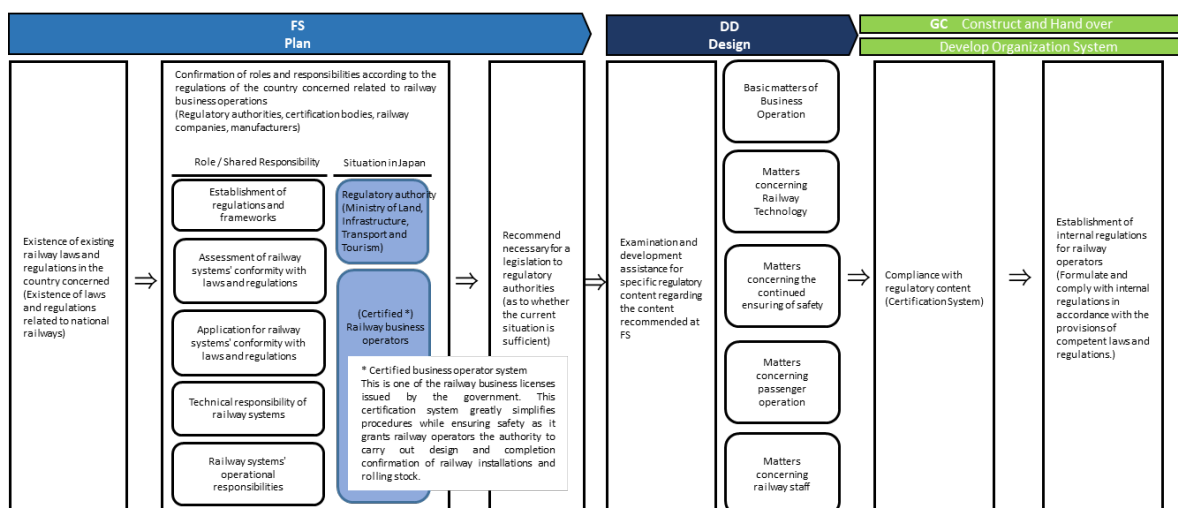 FS
Plan
DD
Design
GC Construct and Hand over
Develop Organization System
Existence of existing
railway laws and
regulations in the
country concerned
(Existence of laws
and regulations
related to national
railways)
⇒
Confirmation of roles and responsibilities according to the
regulations of the country concerned related to railway
business operations
(Regulatory authorities, certification bodies, railway
companies, manufacturers)
Role / Shared Responsibility
Situation in Japan
Establishment of
regulations and
frameworks
Assessment of railway
systems' conformity with
laws and regulations
Application for railway
systems' conformity with
laws and regulations
Technical responsibility of
railway systems
Railway systems'
operational
responsibilities
Regulatory authority
(Ministry of Land,
Infrastructure,
Transport and
Tourism)
(Certified *)
Railway business
operators
* Certified business operator system
This is one of the railway business licenses
issued by the government. This
certification system greatly simplifies
procedures while ensuring safety as it
grants railway operators the authority to
carry out design and completion
confirmation of railway installations and
rolling stock.
⇒
Recommend
necessary for a
legislation to
regulatory
authorities
(as to whether
the current
situation is
sufficient)
⇒
Examination and
development
assistance for
specific regulatory
content regarding
the content
recommended at
FS
Basic matters of
Business
Operation
Matters
concerning
Railway
Technology
Matters
concerning the
continued
ensuring of safety
Matters
concerning
passenger
operation
Matters
concerning
railway staff
⇒
Compliance with
regulatory content
(Certification System)
⇒
Establishment of
internal regulations
for railway
operators
(Formulate and
comply with internal
regulations in
accordance with the
provisions of
competent laws and
regulations.)